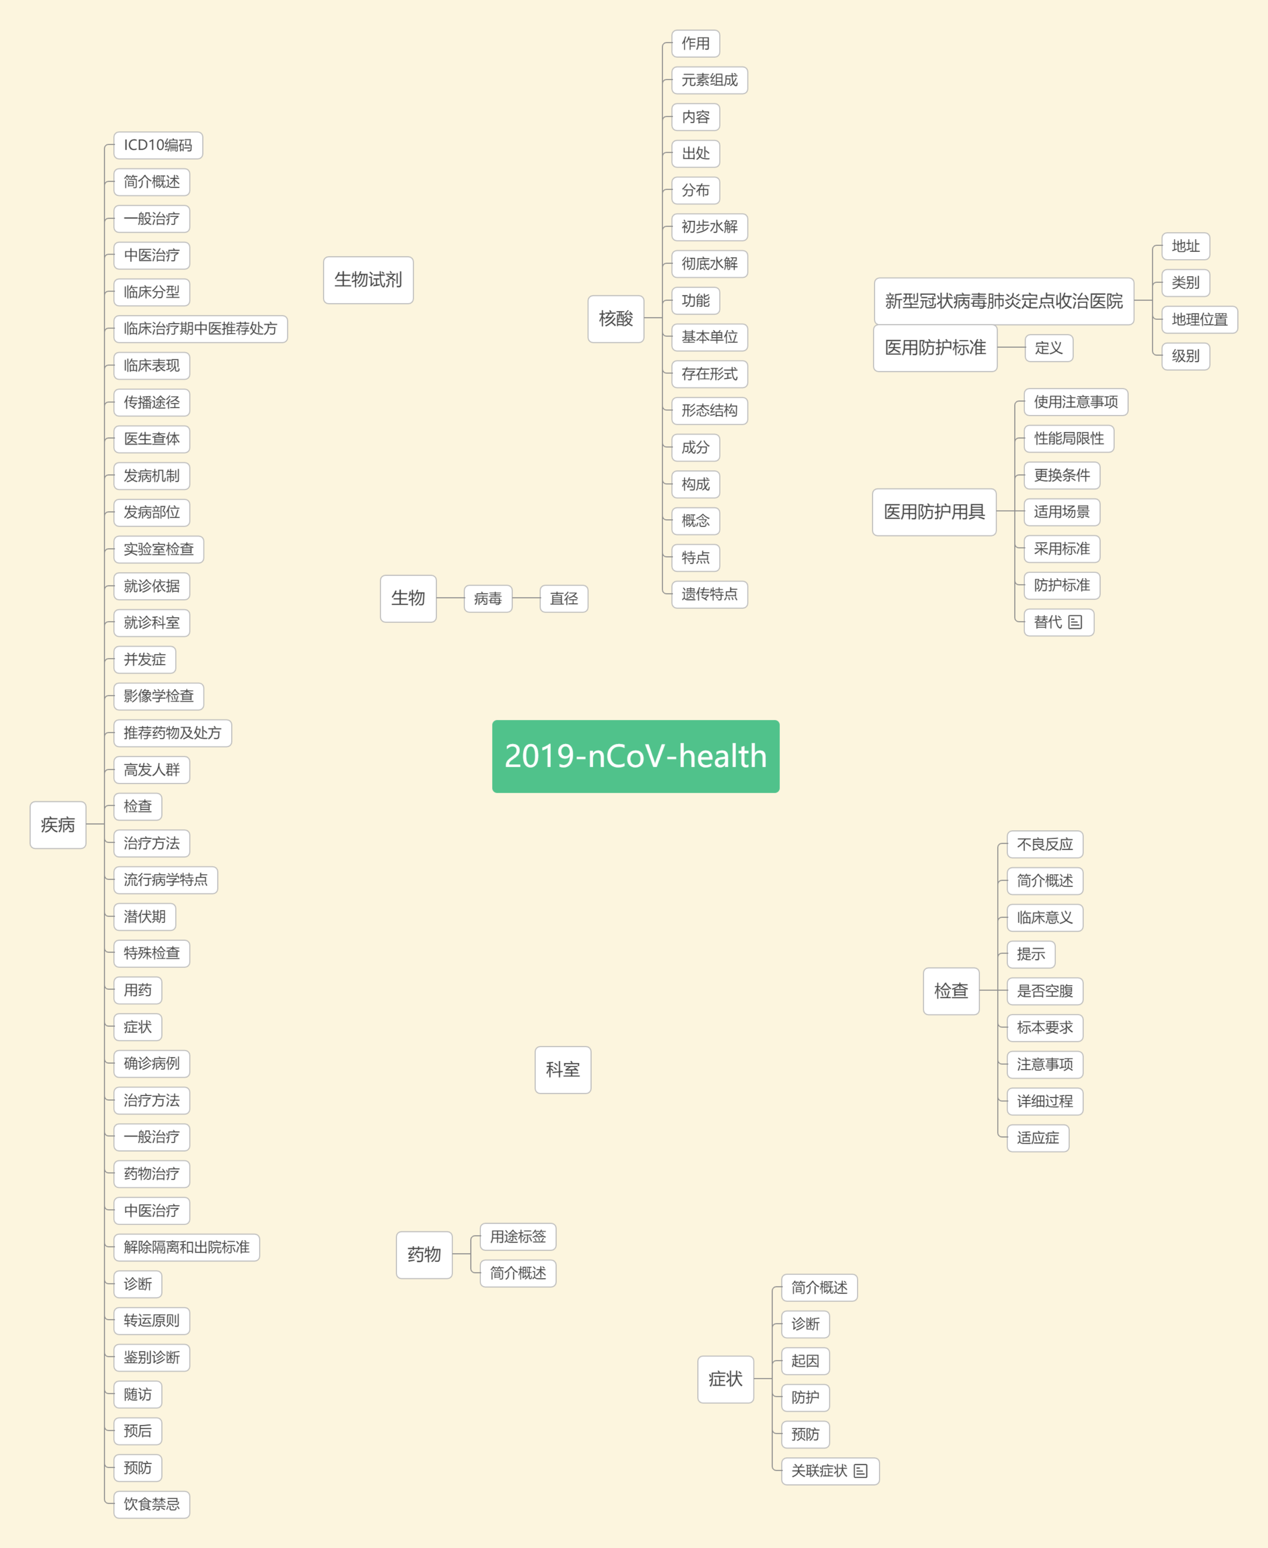 2019-nCoV-health
疾病
ICD10编码
简介概述
一般治疗
中医治疗
临床分型
临床治疗期中医推荐处方
临床表现
传播途径
医生查体
发病机制
发病部位
实验室检查
就诊依据
就诊科室
并发症
影像学检查
推荐药物及处方
高发人群
检查
治疗方法
流行病学特点
潜伏期
特殊检查
用药
症状
确诊病例
治疗方法
一般治疗
药物治疗
中医治疗
解除隔离和出院标准
诊断
转运原则
鉴别诊断
随访
预后
预防
饮食禁忌
生物试剂
生物
病毒
直径
核酸
作用
元素组成
内容
出处
分布
初步水解
彻底水解
功能
基本单位
存在形式
形态结构
成分
构成
概念
特点
遗传特点
新型冠状病毒肺炎定点收治医院
地址
类别
地理位置
级别
医用防护标准
定义
医用防护用具
使用注意事项
性能局限性
更换条件
适用场景
采用标准
防护标准
替代
检查
不良反应
简介概述
临床意义
提示
是否空腹
标本要求
注意事项
详细过程
适应症
科室
药物
用途标签
简介概述
症状
简介概述
诊断
起因
防护
预防
关联症状